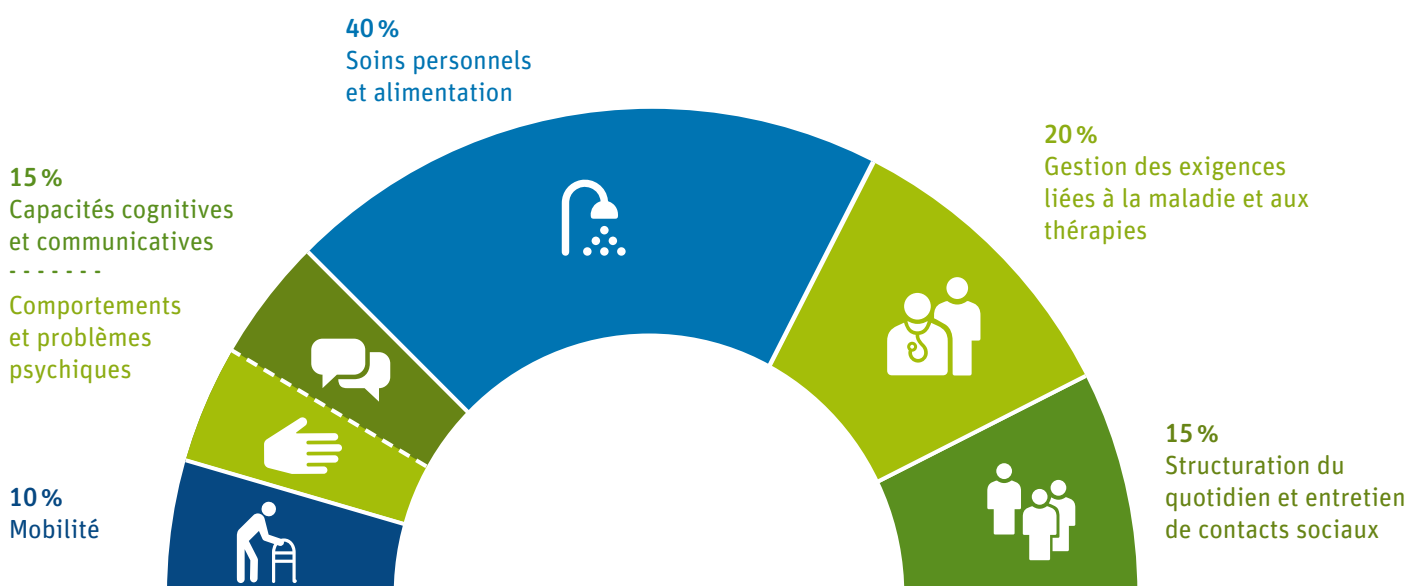 40 %
Soins personnels
et alimentation
20 %
Gestion des exigences
liées à la maladie et aux
thérapies
15 %
Capacités cognitives
et communicatives
- - - - - - -
Comportements
et problèmes
psychiques
15 %
Structuration du
quotidien et entretien
de contacts sociaux
10 %
Mobilité